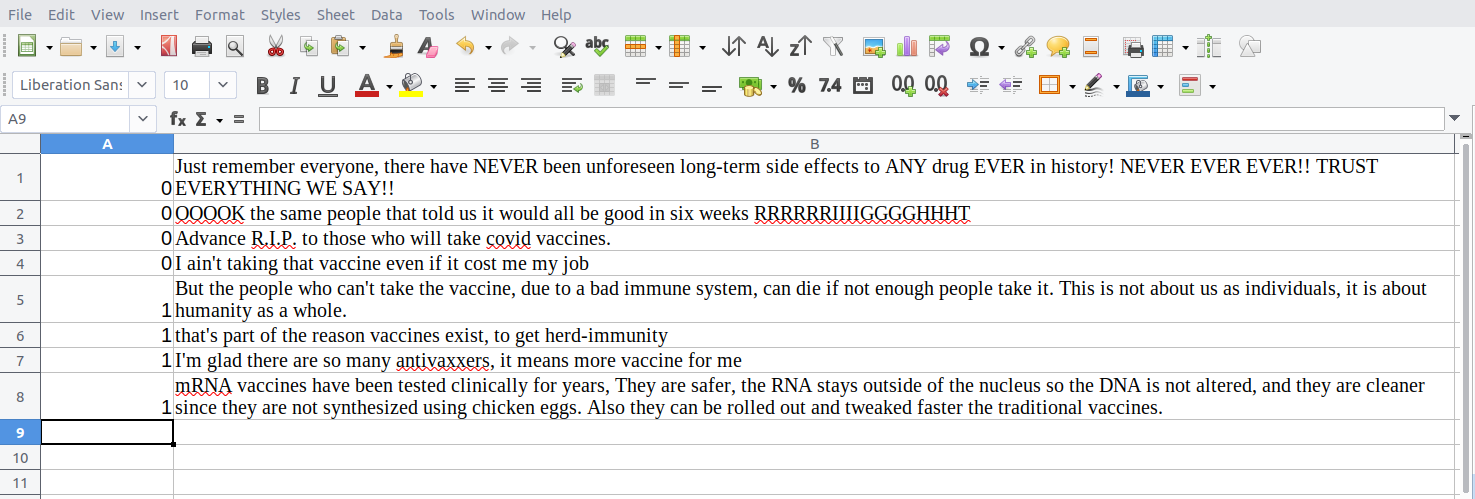 File Edit View Insert Format Styles Sheet Data Tools Window Help
abc Ω
Liberation Sans 10 B I U A % 7.4 0.0 0.0
A9 fx Σ =
A B
1 Just remember everyone, there have NEVER been unforeseen long-term side effects to ANY drug EVER in history! NEVER EVER EVER!! TRUST
0 EVERYTHING WE SAY!!
2 0 OOOOK the same people that told us it would all be good in six weeks RRRRRRIIIIGGGGHHHT
3 0 Advance R.I.P. to those who will take covid vaccines.
4 0 I ain't taking that vaccine even if it cost me my job
5 But the people who can't take the vaccine, due to a bad immune system, can die if not enough people take it. This is not about us as individuals, it is about
1 humanity as a whole.
6 1 that's part of the reason vaccines exist, to get herd-immunity
7 1 I'm glad there are so many antivaxxers, it means more vaccine for me
8 mRNA vaccines have been tested clinically for years, They are safer, the RNA stays outside of the nucleus so the DNA is not altered, and they are cleaner
1 since they are not synthesized using chicken eggs. Also they can be rolled out and tweaked faster the traditional vaccines.
9
10
11